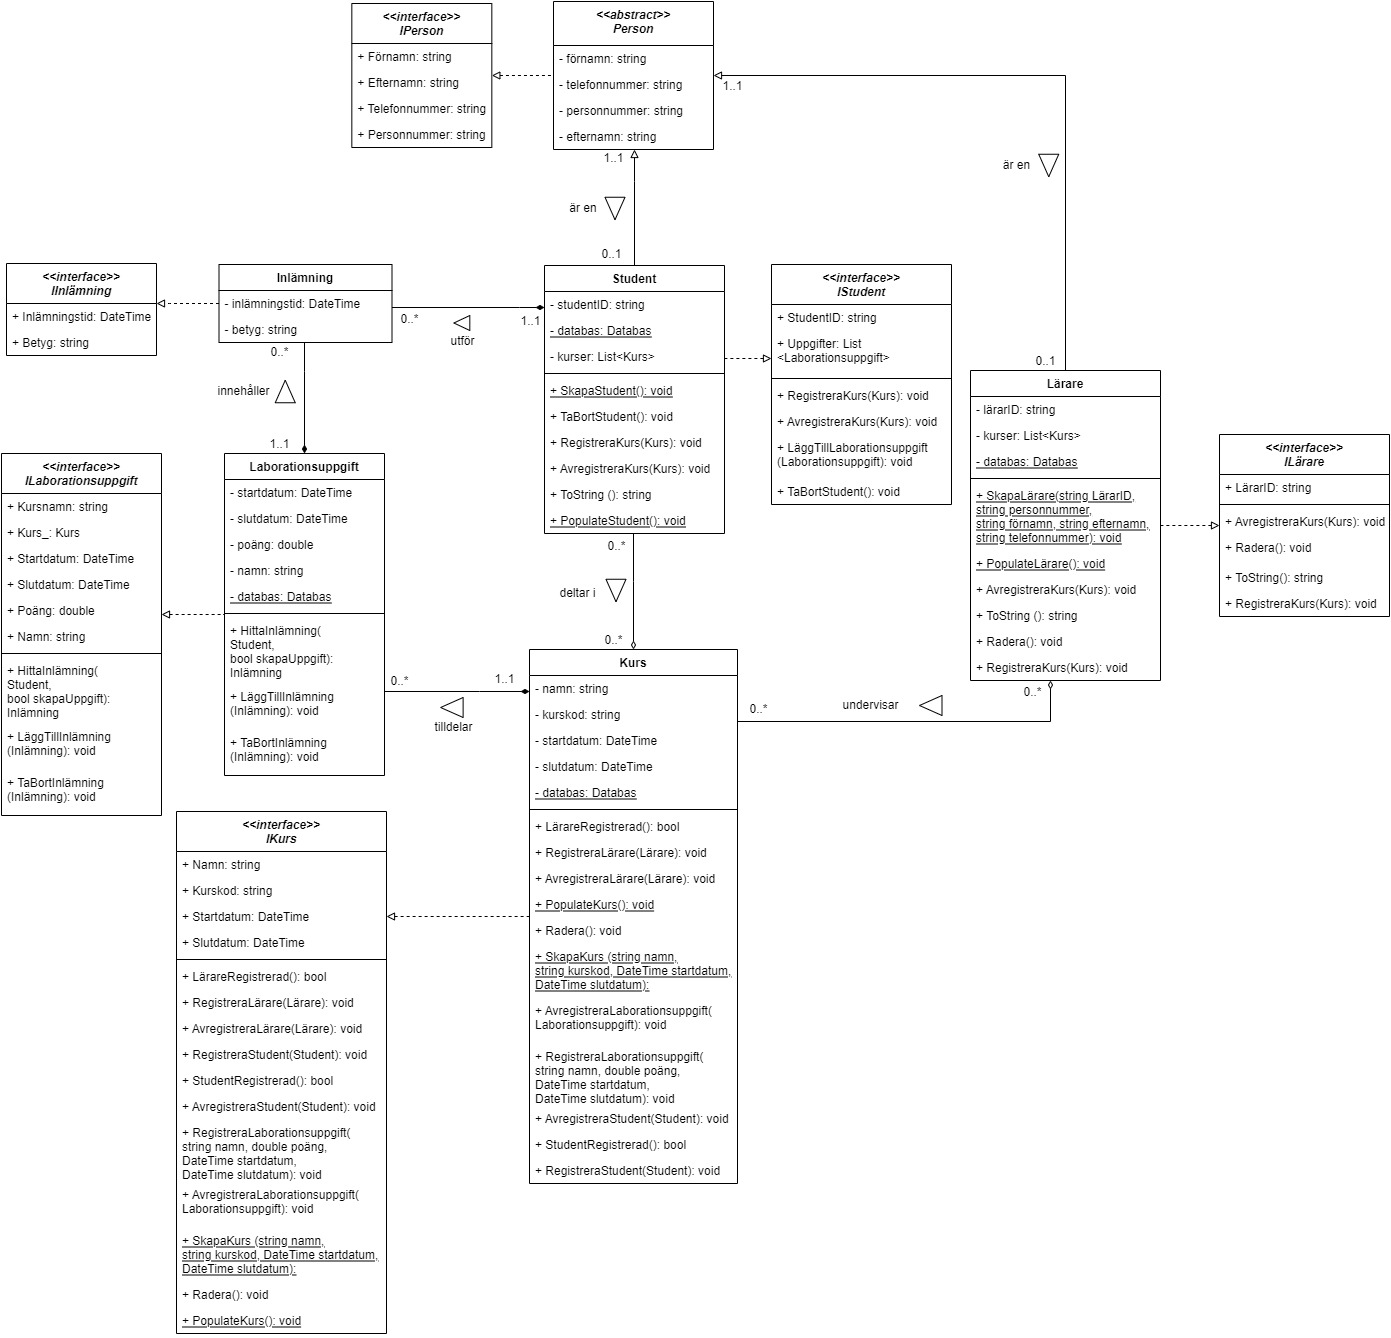 <<interface>>
IPerson
+ Förnamn: string
+ Efternamn: string
+ Telefonnummer: string
+ Personnummer: string
<<abstract>>
Person
- förnamn: string
- telefonnummer: string
- personnummer: string
- efternamn: string
1..1
1..1
är en
är en
0..1
0..1
<<interface>>
IInlämning
+ Inlämningstid: DateTime
+ Betyg: string
Inlämning
- inlämningstid: DateTime
- betyg: string
0..*
0..*
utför
1..1
Student
- studentID: string
- databas: Databas
- kurser: List<Kurs>
+ SkapaStudent(): void
+ TaBortStudent(): void
+ RegistreraKurs(Kurs): void
+ AvregistreraKurs(Kurs): void
+ ToString (): string
+ PopulateStudent(): void
<<interface>>
IStudent
+ StudentID: string
+ Uppgifter: List
<Laborationsuppgift>
+ RegistreraKurs(Kurs): void
+ AvregistreraKurs(Kurs): void
+ LäggTillLaborationsuppgift
(Laborationsuppgift): void
+ TaBortStudent(): void
Lärare
- lärarID: string
- kurser: List<Kurs>
- databas: Databas
+ SkapaLärare(string LärarID,
string personnummer,
string förnamn, string efternamn,
string telefonnummer): void
+ PopulateLärare(): void
+ AvregistreraKurs(Kurs): void
+ ToString (): string
+ Radera(): void
+ RegistreraKurs(Kurs): void
<<interface>>
ILärare
+ LärarID: string
+ AvregistreraKurs(Kurs): void
+ Radera(): void
+ ToString(): string
+ RegistreraKurs(Kurs): void
innehåller
1..1
<<interface>>
ILaborationsuppgift
+ Kursnamn: string
+ Kurs_: Kurs
+ Startdatum: DateTime
+ Slutdatum: DateTime
+ Poäng: double
+ Namn: string
+ HittaInlämning(
Student,
bool skapaUppgift):
Inlämning
+ LäggTillInlämning
(Inlämning): void
+ TaBortInlämning
(Inlämning): void
Laborationsuppgift
- startdatum: DateTime
- slutdatum: DateTime
- poäng: double
- namn: string
- databas: Databas
+ HittaInlämning(
Student,
bool skapaUppgift):
Inlämning
+ LäggTillInlämning
(Inlämning): void
+ TaBortInlämning
(Inlämning): void
0..*
deltar i
0..*
0..*
1..1
tilldelar
0..*
undervisar
0..*
Kurs
- namn: string
- kurskod: string
- startdatum: DateTime
- slutdatum: DateTime
- databas: Databas
+ LärareRegistrerad(): bool
+ RegistreraLärare(Lärare): void
+ AvregistreraLärare(Lärare): void
+ PopulateKurs(): void
+ Radera(): void
+ SkapaKurs (string namn,
string kurskod, DateTime startdatum,
DateTime slutdatum):
+ AvregistreraLaborationsuppgift(
Laborationsuppgift): void
+ RegistreraLaborationsuppgift(
string namn, double poäng,
DateTime startdatum,
DateTime slutdatum): void
+ AvregistreraStudent(Student): void
+ StudentRegistrerad(): bool
+ RegistreraStudent(Student): void
<<interface>>
IKurs
+ Namn: string
+ Kurskod: string
+ Startdatum: DateTime
+ Slutdatum: DateTime
+ LärareRegistrerad(): bool
+ RegistreraLärare(Lärare): void
+ AvregistreraLärare(Lärare): void
+ RegistreraStudent(Student): void
+ StudentRegistrerad(): bool
+ AvregistreraStudent(Student): void
+ RegistreraLaborationsuppgift(
string namn, double poäng,
DateTime startdatum,
DateTime slutdatum): void
+ AvregistreraLaborationsuppgift(
Laborationsuppgift): void
+ SkapaKurs (string namn,
string kurskod, DateTime startdatum,
DateTime slutdatum):
+ Radera(): void
+ PopulateKurs(): void